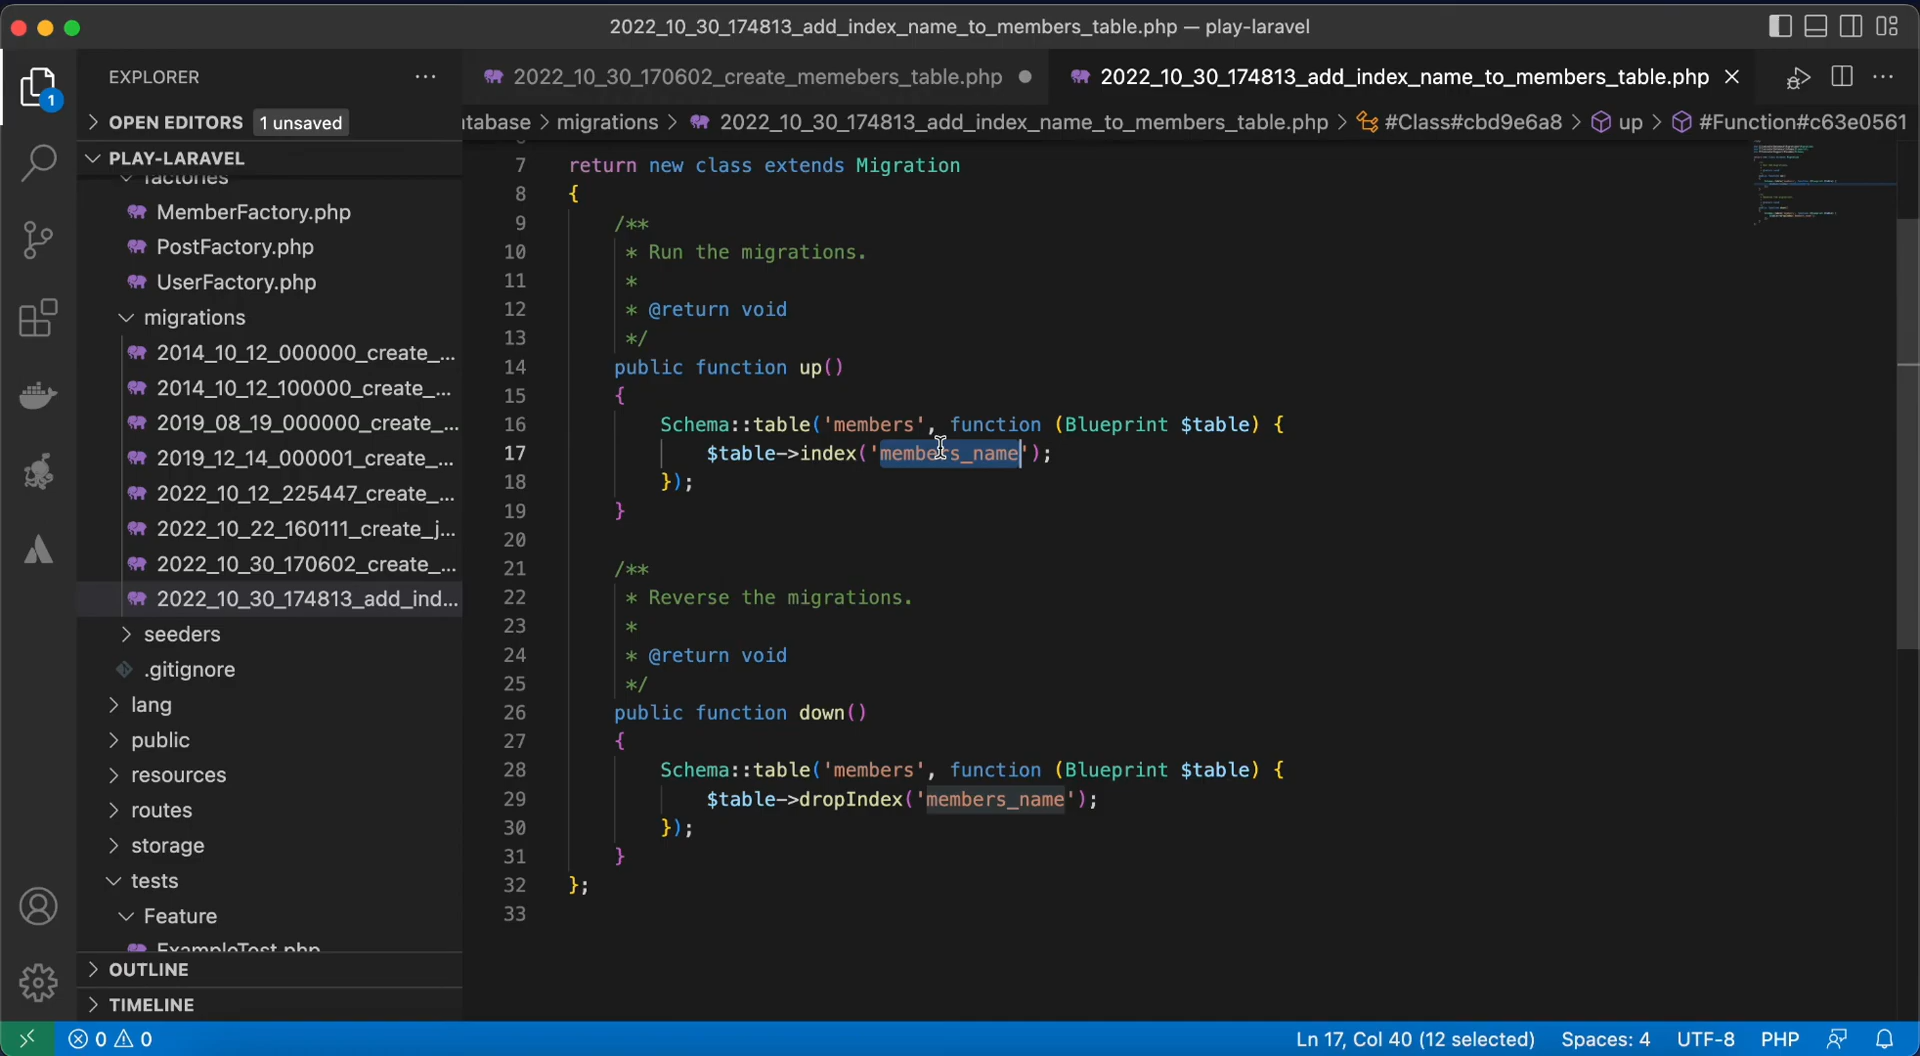 2022_10_30_174813_add_index_name_to_members_table.php — play-laravel
EXPLORER
1
2022_10_30_170602_create_memebers_table.php
2022_10_30_174813_add_index_name_to_members_table.php
OPEN EDITORS 1 unsaved
tabase > migrations > 2022_10_30_174813_add_index_name_to_members_table.php > #Class#cbd9e6a8 > up > #Function#c63e0561
PLAY-LARAVEL
factories
MemberFactory.php
PostFactory.php
UserFactory.php
migrations
2014_10_12_000000_create_...
2014_10_12_100000_create_...
2019_08_19_000000_create_...
2019_12_14_000001_create_...
2022_10_12_225447_create_...
2022_10_22_160111_create_j...
2022_10_30_170602_create_...
2022_10_30_174813_add_ind...
seeders
.gitignore
lang
public
resources
routes
storage
tests
Feature
ExampleTest.php
OUTLINE
TIMELINE
7 return new class extends Migration
8 {
9 /**
10 * Run the migrations.
11 *
12 * @return void
13 */
14 public function up()
15 {
16 Schema::table('members', function (Blueprint $table) {
17 $table->index('members_name');
18 });
19 }
20
21 /**
22 * Reverse the migrations.
23 *
24 * @return void
25 */
26 public function down()
27 {
28 Schema::table('members', function (Blueprint $table) {
29 $table->dropIndex('members_name');
30 });
31 }
32 };
33
0 0
Ln 17, Col 40 (12 selected) Spaces: 4 UTF-8 PHP